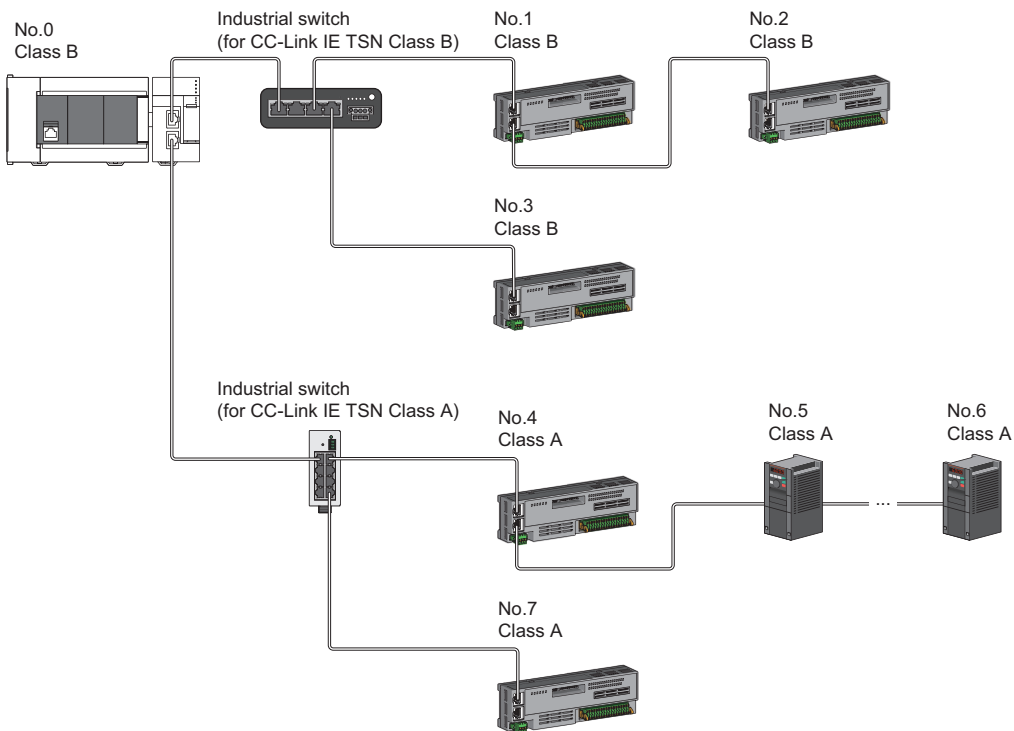 No.0
Class B
Industrial switch
(for CC-Link IE TSN Class B)
No.1
Class B
No.2
Class B
No.3
Class B
Industrial switch
(for CC-Link IE TSN Class A)
No.4
Class A
No.5
Class A
...
No.6
Class A
No.7
Class A